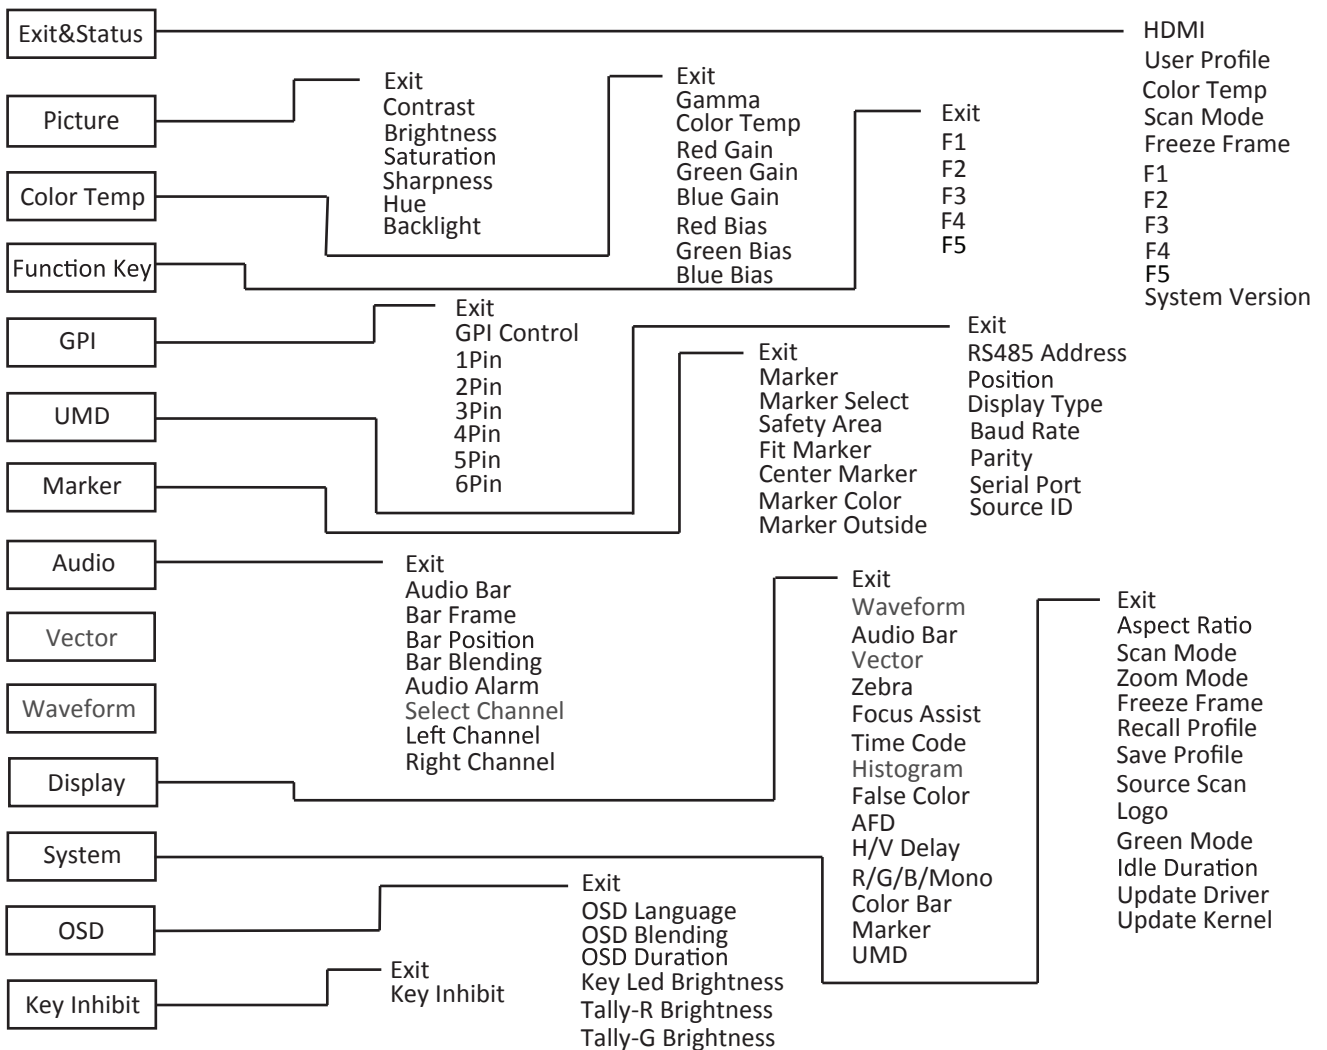 Exit&Status
HDMI
User Profile
Color Temp
Scan Mode
Freeze Frame
F1
F2
F3
F4
F5
System Version
Picture
Exit
Contrast
Brightness
Saturation
Sharpness
Hue
Backlight
Color Temp
Exit
Gamma
Color Temp
Red Gain
Green Gain
Blue Gain
Red Bias
Green Bias
Blue Bias
Function Key
Exit
F1
F2
F3
F4
F5
GPI
Exit
GPI Control
1Pin
2Pin
3Pin
4Pin
5Pin
6Pin
UMD
Exit
RS485 Address
Position
Display Type
Baud Rate
Parity
Serial Port
Source ID
Marker
Exit
Marker
Marker Select
Safety Area
Fit Marker
Center Marker
Marker Color
Marker Outside
Audio
Exit
Audio Bar
Bar Frame
Bar Position
Bar Blending
Audio Alarm
Select Channel
Left Channel
Right Channel
Vector
Waveform
Display
Exit
Waveform
Audio Bar
Vector
Zebra
Focus Assist
Time Code
Histogram
False Color
AFD
H/V Delay
R/G/B/Mono
Color Bar
Marker
UMD
System
Exit
Aspect Ratio
Scan Mode
Zoom Mode
Freeze Frame
Recall Profile
Save Profile
Source Scan
Logo
Green Mode
Idle Duration
Update Driver
Update Kernel
OSD
Exit
OSD Language
OSD Blending
OSD Duration
Key Led Brightness
Tally-R Brightness
Tally-G Brightness
Key Inhibit
Exit
Key Inhibit